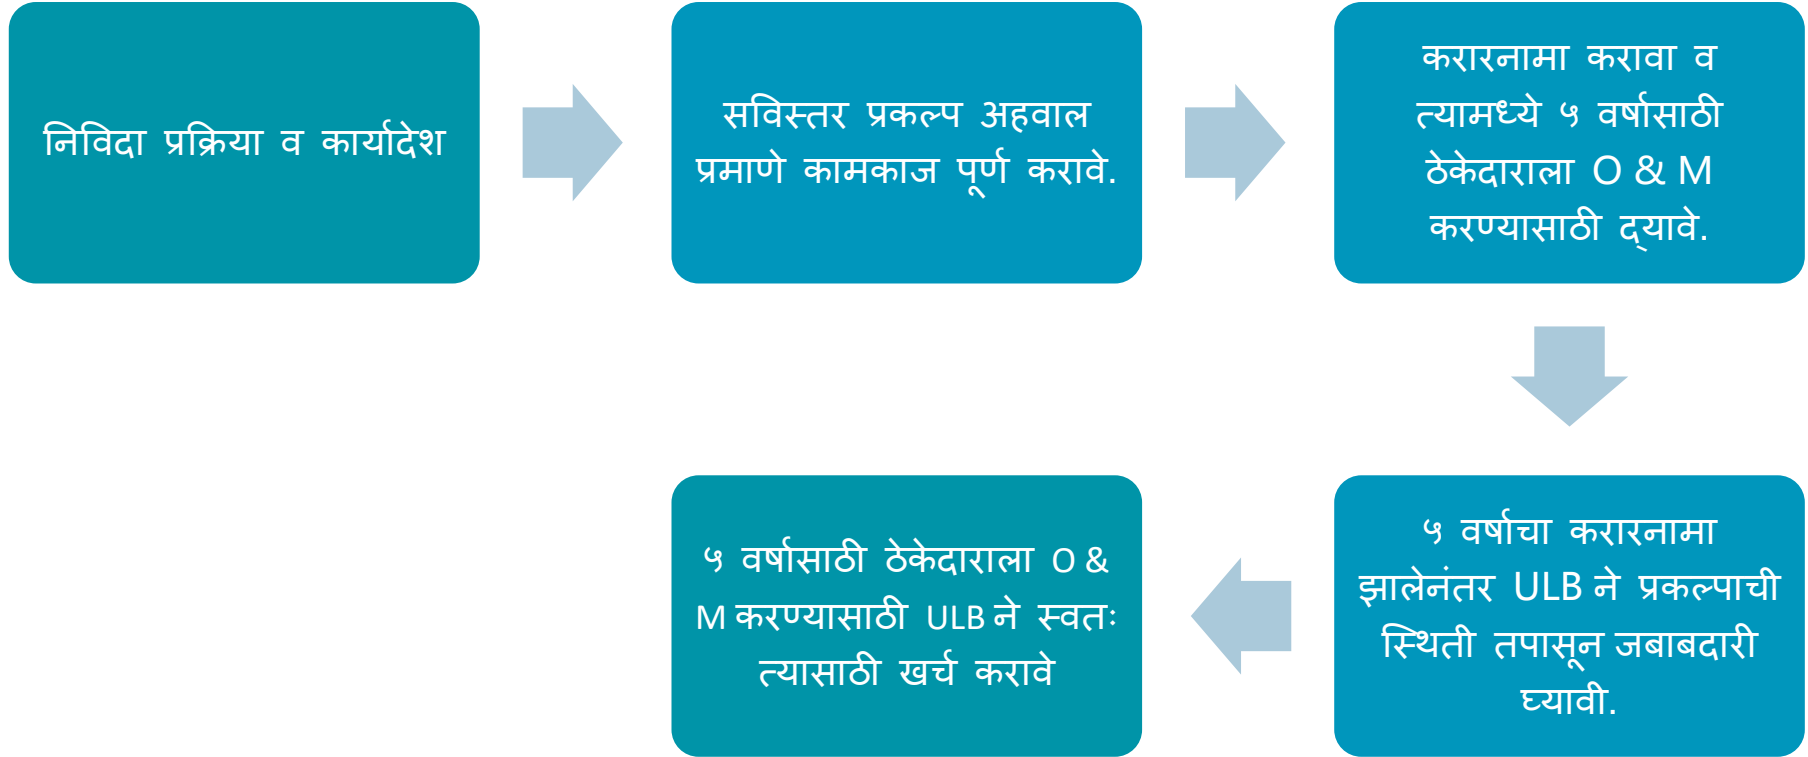 निविदा प्रक्रिया व कार्यादेश
सविस्तर प्रकल्प अहवाल
प्रमाणे कामकाज पूर्ण करावे.
करारनामा करावा व
त्यामध्ये ५ वर्षासाठी
ठेकेदाराला O & M
करण्यासाठी द्यावे.
५ वर्षाचा करारनामा
झालेनंतर ULB ने प्रकल्पाची
स्थिती तपासून जबाबदारी
घ्यावी.
५ वर्षासाठी ठेकेदाराला O &
M करण्यासाठी ULB ने स्वतः
त्यासाठी खर्च करावे